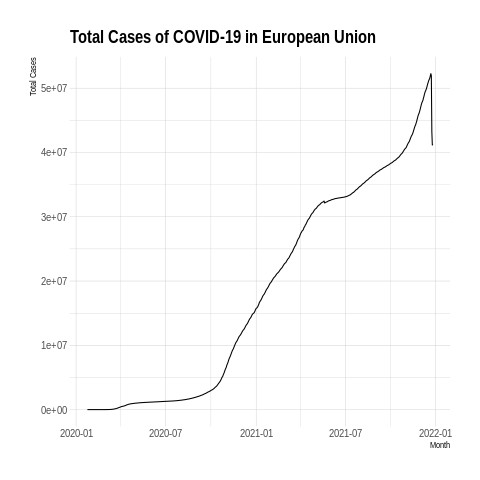 Total Cases of COVID-19 in European Union
Total Cases
5e+07
4e+07
3e+07
2e+07
1e+07
0e+00
2020-01 2020-07 2021-01 2021-07 2022-01
Month